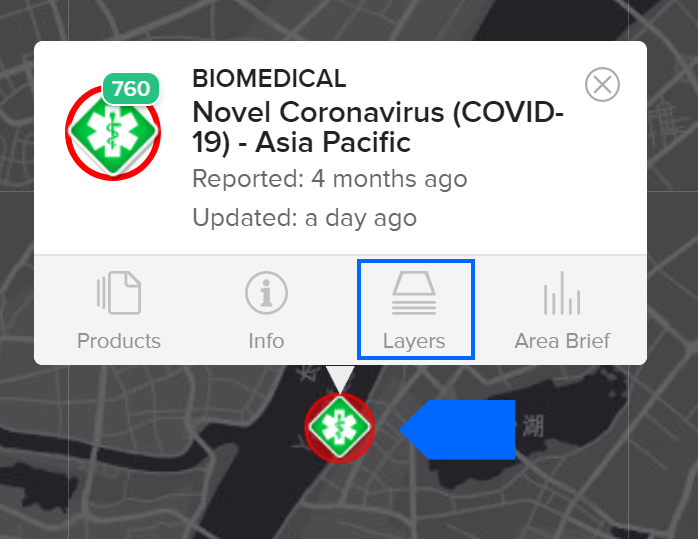 760
BIOMEDICAL
Novel Coronavirus (COVID-
19) - Asia Pacific
Reported: 4 months ago
Updated: a day ago
Products
Info
Layers
Area Brief
长
湖